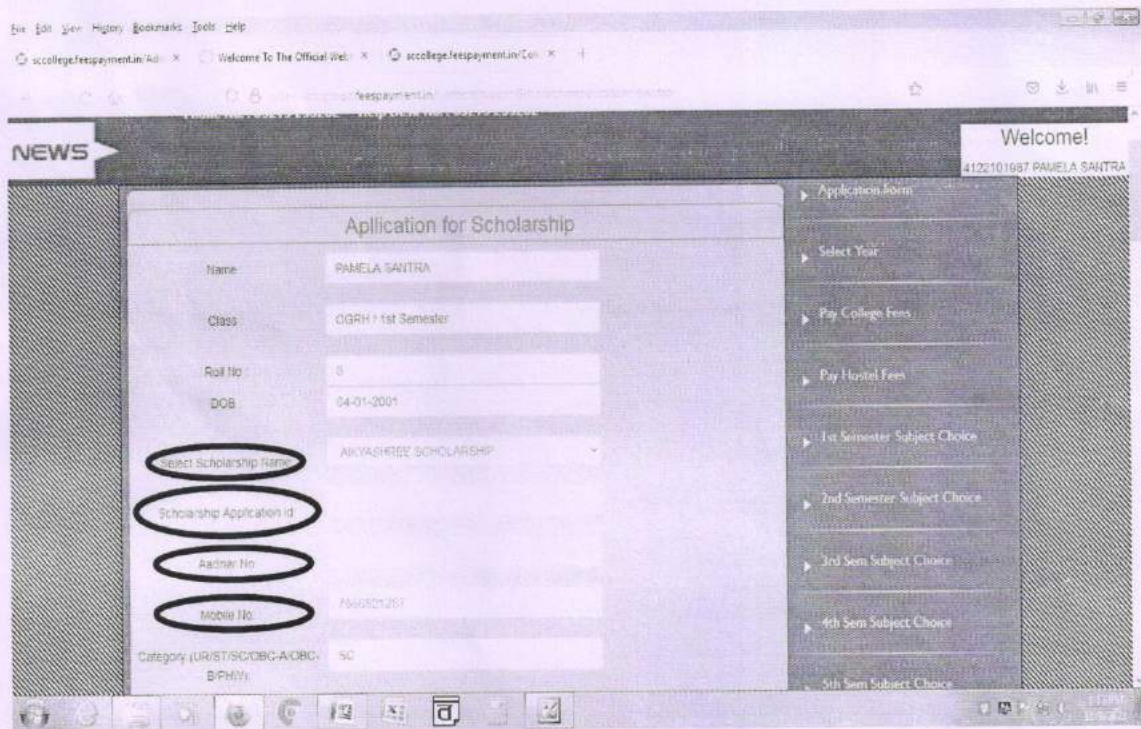 File Edit View History Bookmarks Tools Help
sccollege.feespayment.in/Adr × Welcome To The Official Web × sccollege.feespayment.in/Con × +
feespayment.in
NEWS
Welcome!
4122101987 PAMELA SANTRA
Apllication for Scholarship
Name PAMELA SANTRA
Class OGRH / 1st Semester
Roll No
DOB 04-01-2001
Select Scholarship Name AIKYASHREE SCHOLARSHIP
Scholarship Application Id
Aadhar No
Mobile No
Category (UR/ST/SC/OBC-A/OBC- SC
B/PHW)
Application Form
Select Year
Pay College Fees
Pay Hostel Fees
1st Semester Subject Choice
2nd Semester Subject Choice
3rd Sem Subject Choice
4th Sem Subject Choice
5th Sem Subject Choice